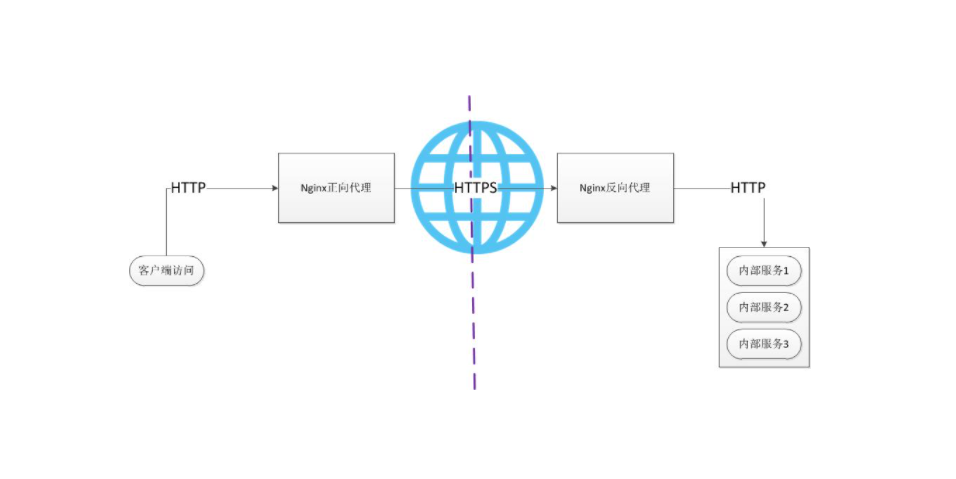 HTTP
Nginx正向代理
HTTPS
Nginx反向代理
HTTP
客户端访问
内部服务1
内部服务2
内部服务3